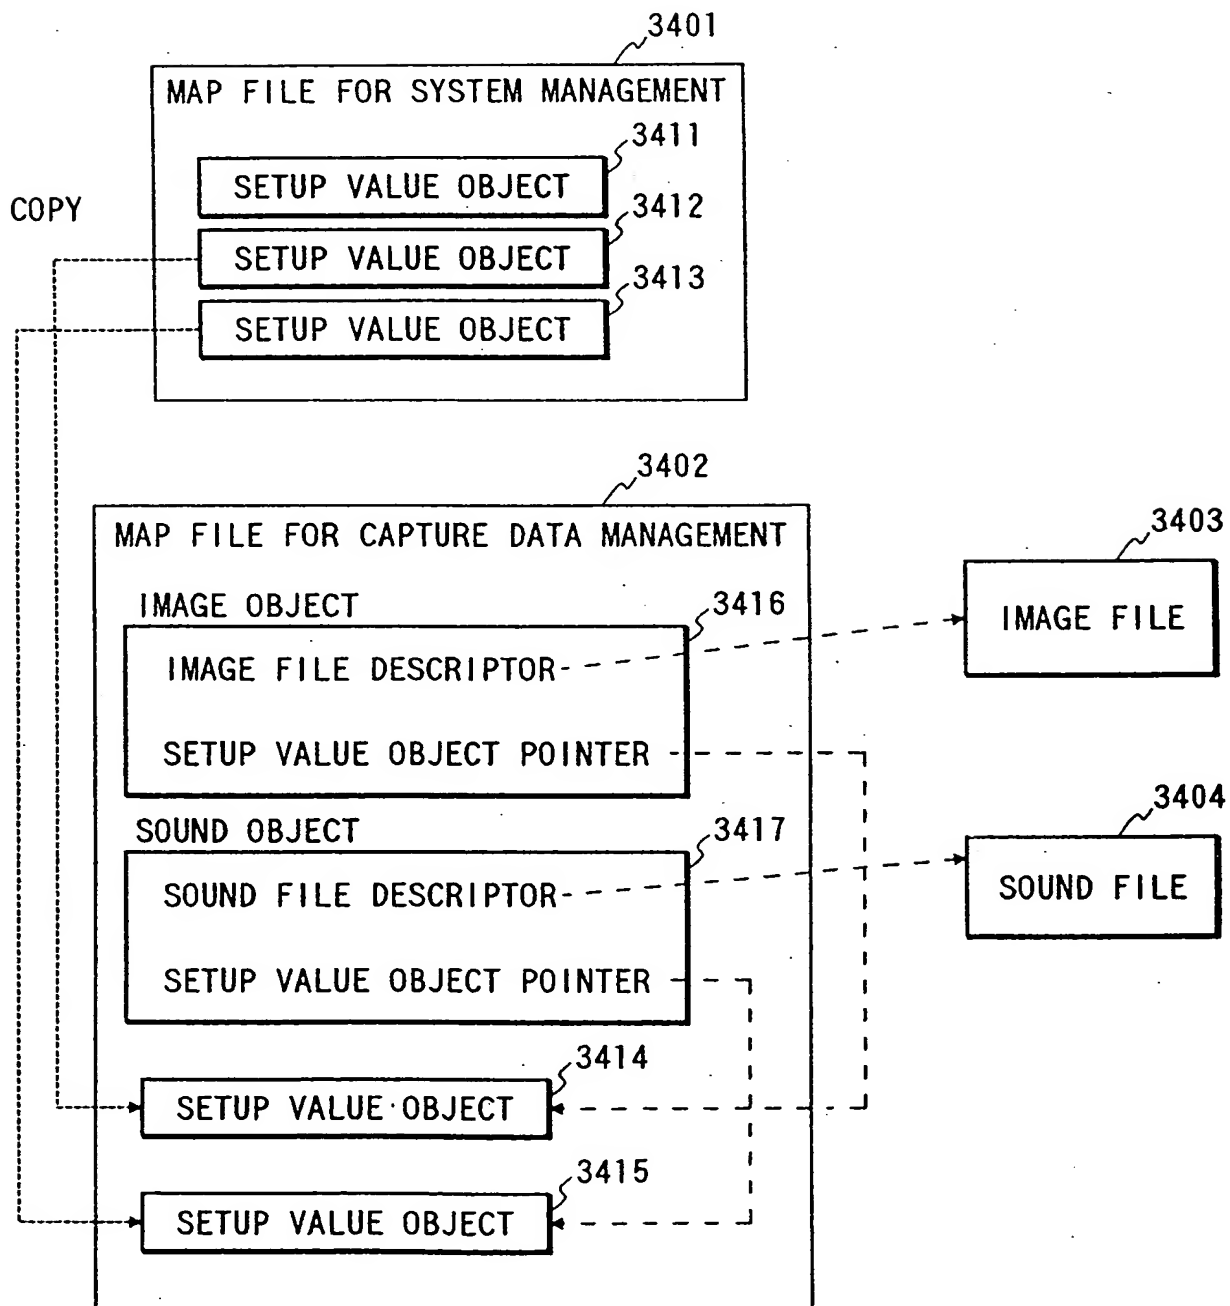 3401
MAP FILE FOR SYSTEM MANAGEMENT
3411
SETUP VALUE OBJECT
COPY
3412
SETUP VALUE OBJECT
3413
SETUP VALUE OBJECT
3402
MAP FILE FOR CAPTURE DATA MANAGEMENT
3403
IMAGE FILE
IMAGE OBJECT
3416
IMAGE FILE DESCRIPTOR
SETUP VALUE OBJECT POINTER
3404
SOUND FILE
SOUND OBJECT
3417
SOUND FILE DESCRIPTOR
SETUP VALUE OBJECT POINTER
3414
SETUP VALUE OBJECT
3415
SETUP VALUE OBJECT